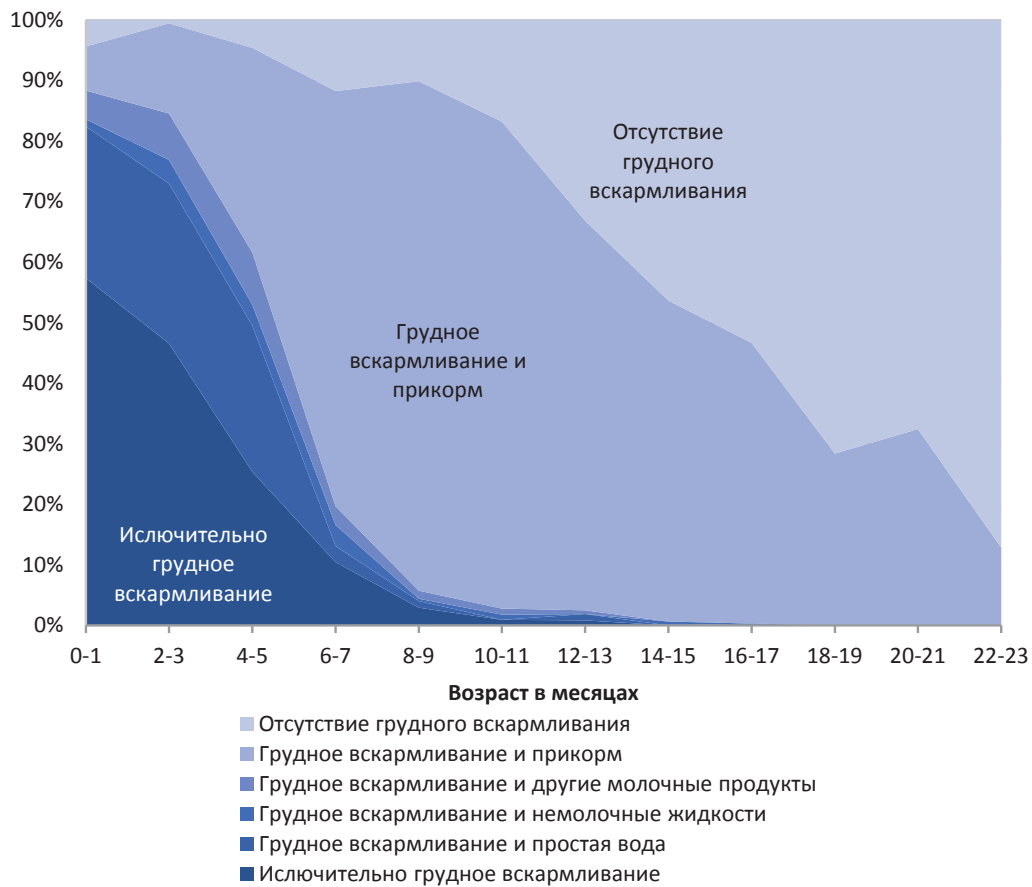 100%
90%
80%
70%
60%
50%
40%
30%
20%
10%
0%
Отсутствие
грудного
вскармливания
Грудное
вскармливание и
прикорм
Ислючительно
грудное
вскармливание
0-1 2-3 4-5 6-7 8-9 10-11 12-13 14-15 16-17 18-19 20-21 22-23
Возраст в месяцах
Отсутствие грудного вскармливания
Грудное вскармливание и прикорм
Грудное вскармливание и другие молочные продукты
Грудное вскармливание и немолочные жидкости
Грудное вскармливание и простая вода
Ислючительно грудное вскармливание